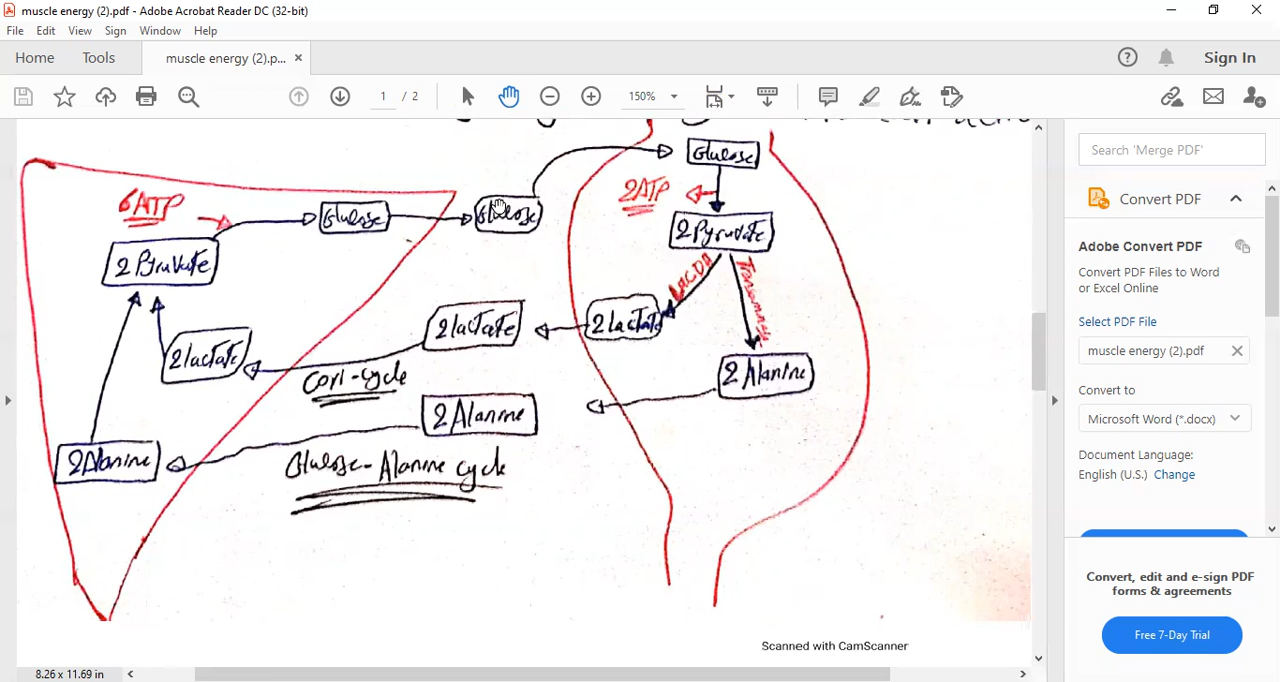 muscle energy (2).pdf - Adobe Acrobat Reader DC (32-bit)
File Edit View Sign Window Help
Home Tools muscle energy (2).p... × Sign In
1 / 2 150%
Glucose
6ATP
2ATP
Glucose
Glucose
2 Pyruvate
2 Pyruvate
2 lactate
2 lactate
2 lactate
Cori-cycle
2 Alanine
2 Alanine
2 Alanine
Glucose-Alanine cycle
Scanned with CamScanner
8.26 x 11.69 in
Search 'Merge PDF'
Convert PDF
Adobe Convert PDF
Convert PDF Files to Word
or Excel Online
Select PDF File
muscle energy (2).pdf
Convert to
Microsoft Word (*.docx)
Document Language:
English (U.S.) Change
Convert, edit and e-sign PDF
forms & agreements
Free 7-Day Trial